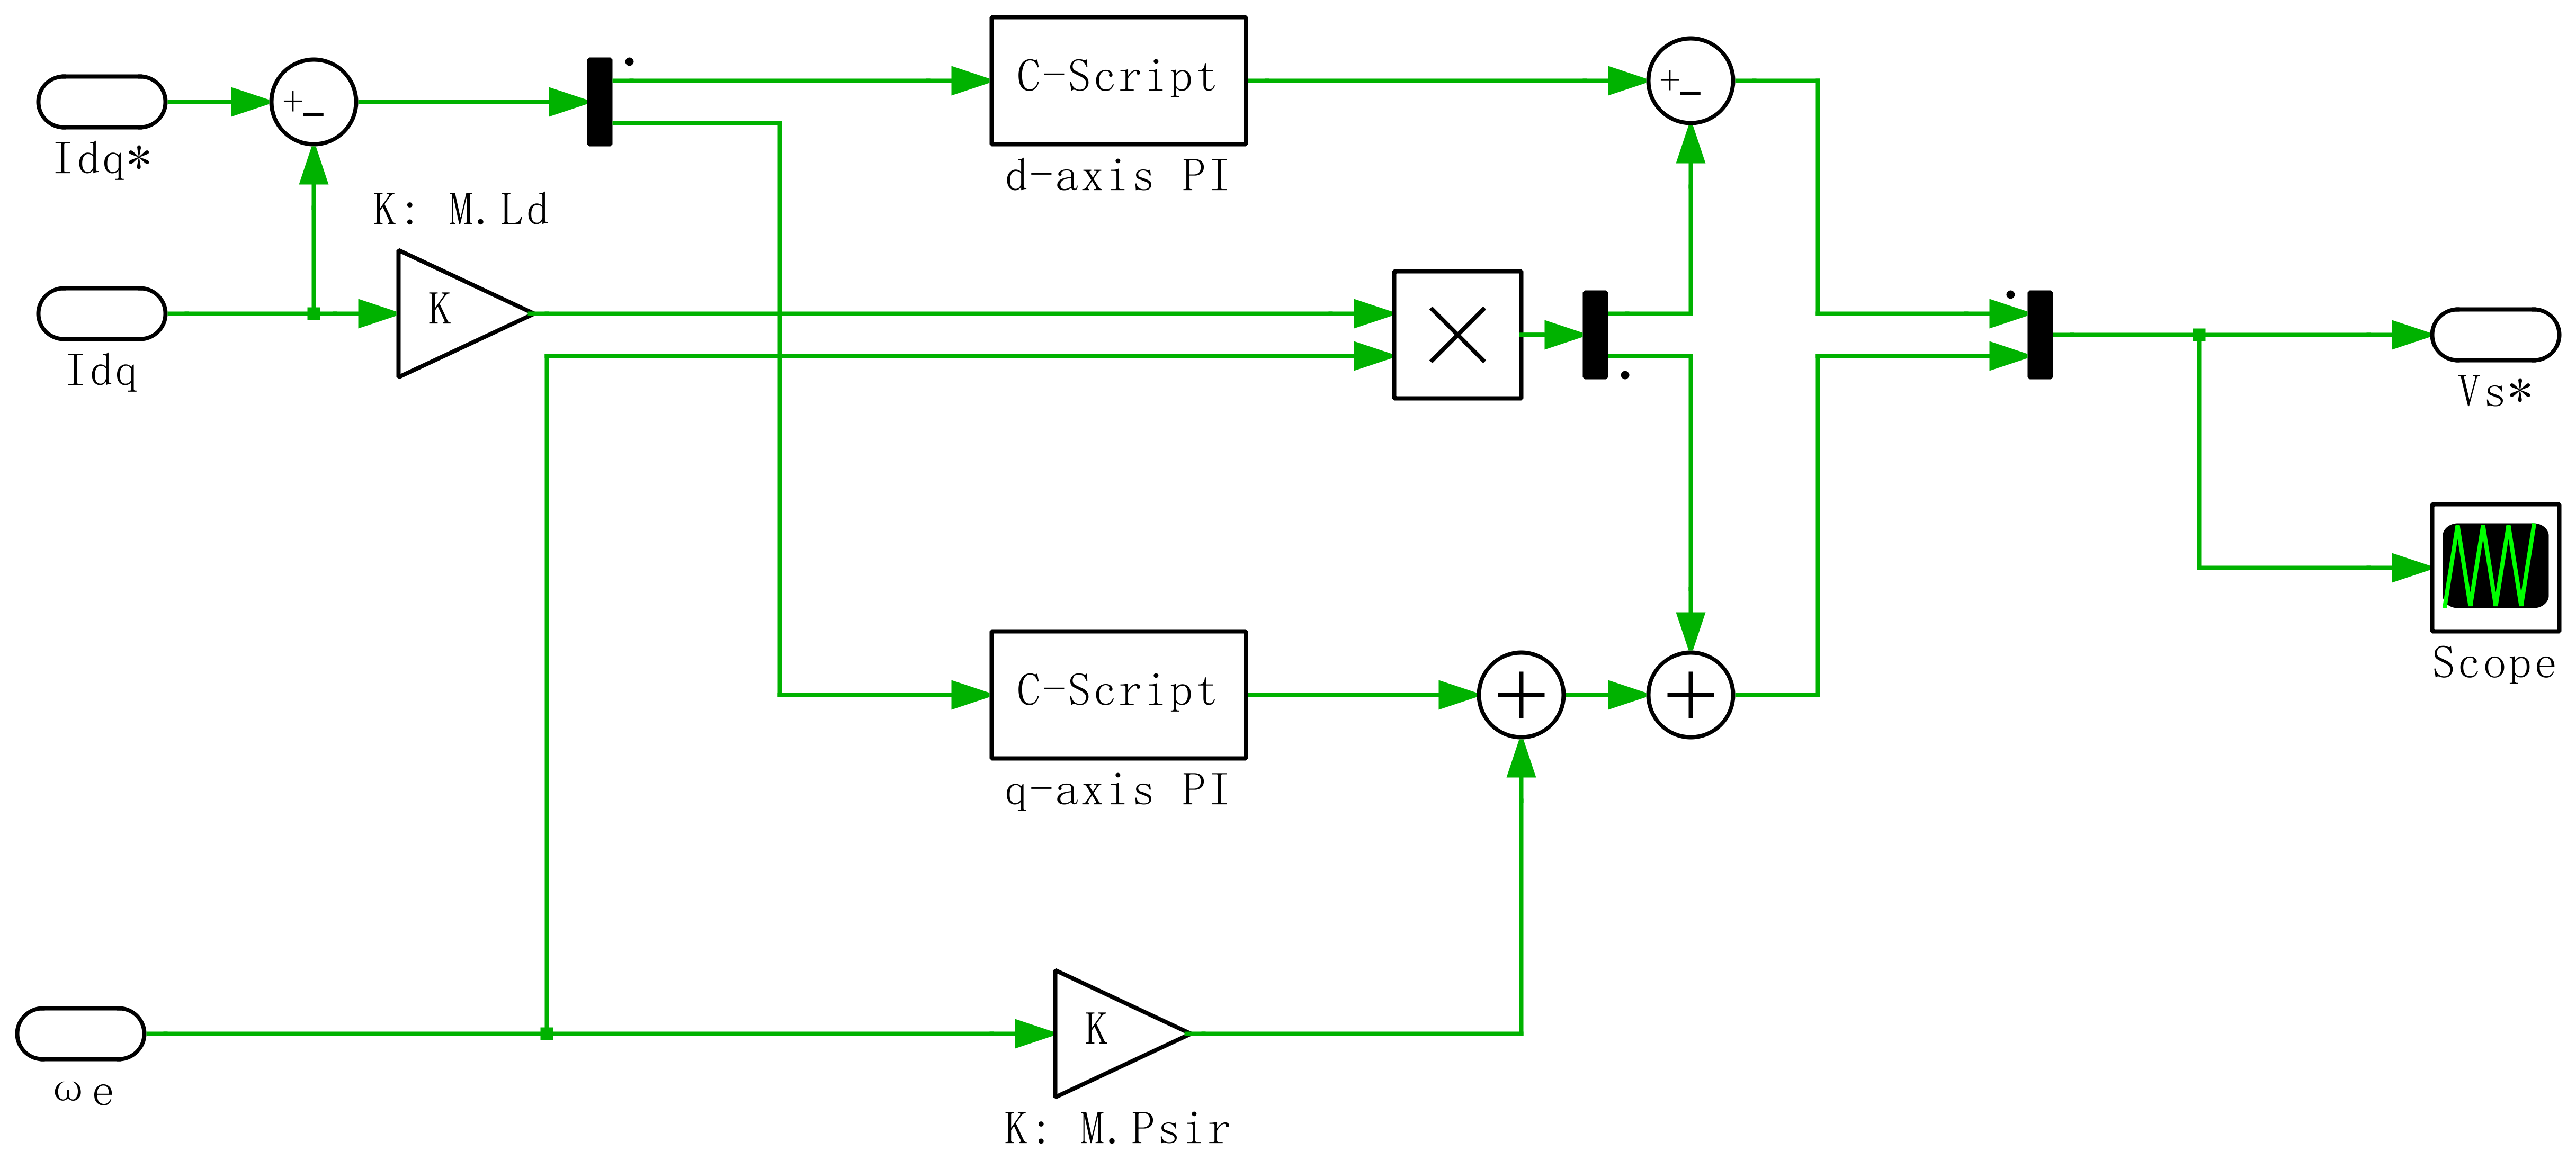 C-Script
+
-
+
-
Idq*
d-axis PI
K: M.Ld
K
Idq
Vs*
C-Script
Scope
q-axis PI
K
ωe
K: M.Psir